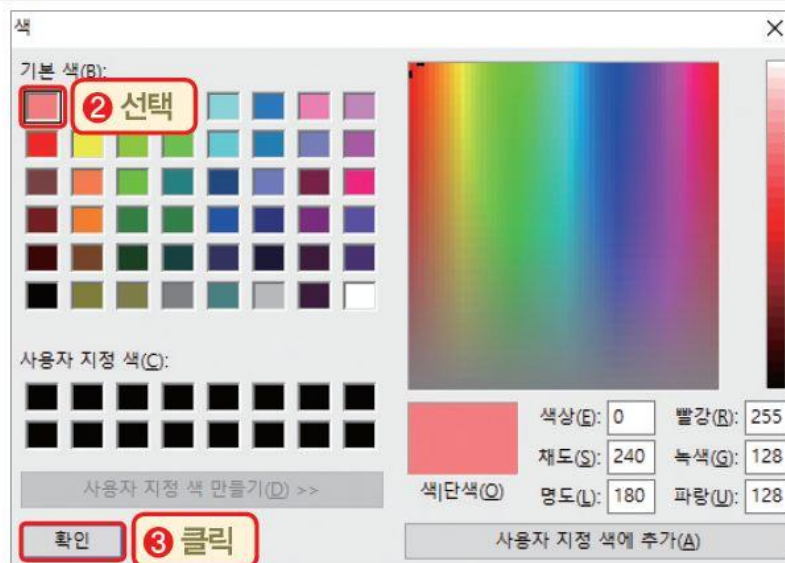 색
기본 색(B):
❷ 선택
사용자 지정 색(C):
사용자 지정 색 만들기(D) >>
확인
❸ 클릭
색|단색(O)
색상(E): 0
빨강(R): 255
채도(S): 240
녹색(G): 128
명도(L): 180
파랑(U): 128
사용자 지정 색에 추가(A)